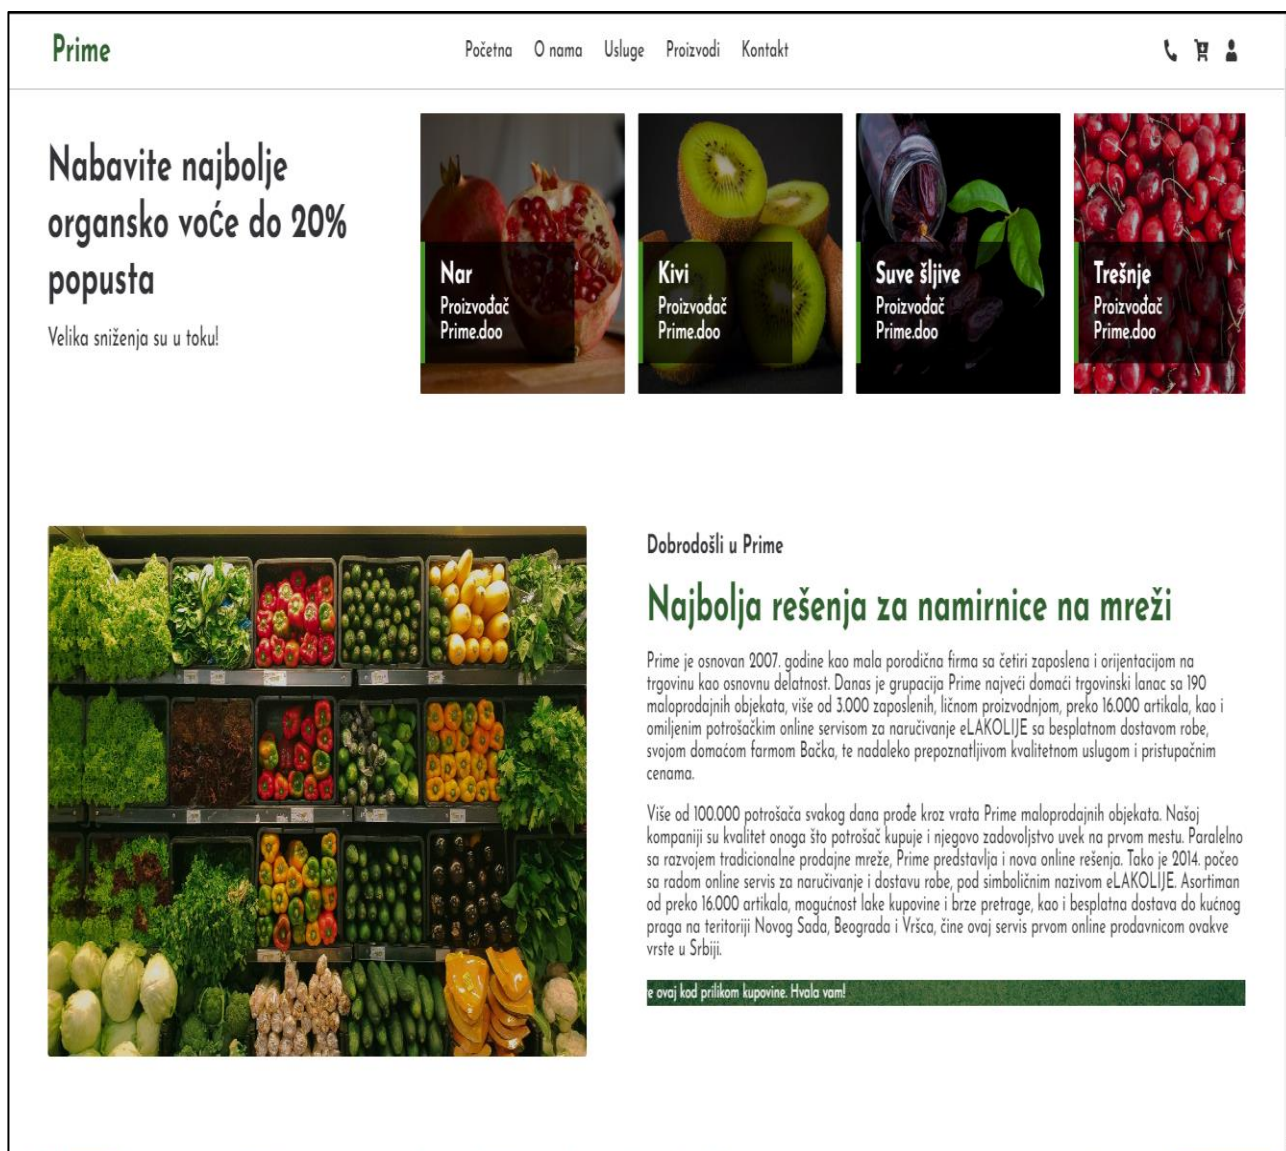 Prime
Početna O nama Usluge Proizvodi Kontakt
Nabavite najbolje
organsko voće do 20%
popusta
Velika sniženja su u toku!
Nar
Proizvođač
Prime.doo
Kivi
Proizvođač
Prime.doo
Suve šljive
Proizvođač
Prime.doo
Trešnje
Proizvođač
Prime.doo
Dobrodošli u Prime
Najbolja rešenja za namirnice na mreži
Prime je osnovan 2007. godine kao mala porodična firma sa četiri zaposlena i orijentacijom na
trgovinu kao osnovnu delatnost. Danas je grupacija Prime najveći domaći trgovinski lanac sa 190
maloprodajnih objekata, više od 3.000 zaposlenih, ličnom proizvodnjom, preko 16.000 artikala, kao i
omiljenim potrošačkim online servisom za naručivanje eLAKOLIJE sa besplatnom dostavom robe,
svojom domaćom farmom Bačka, te nadaleko prepoznatljivom kvalitetnom uslugom i pristupačnim
cenama.
Više od 100.000 potrošača svakog dana prođe kroz vrata Prime maloprodajnih objekata. Našoj
kompaniji su kvalitet onoga što potrošač kupuje i njegovo zadovoljstvo uvek na prvom mestu. Paralelno
sa razvojem tradicionalne prodajne mreže, Prime predstavlja i nova online rešenja. Tako je 2014. počeo
sa radom online servis za naručivanje i dostavu robe, pod simboličnim nazivom eLAKOLIJE. Asortiman
od preko 16.000 artikala, mogućnost lake kupovine i brze pretrage, kao i besplatna dostava do kućnog
praga na teritoriji Novog Sada, Beograda i Vršca, čine ovaj servis prvom online prodavnicom ovakve
vrste u Srbiji.
e ovaj kod prilikom kupovine. Hvala vam!